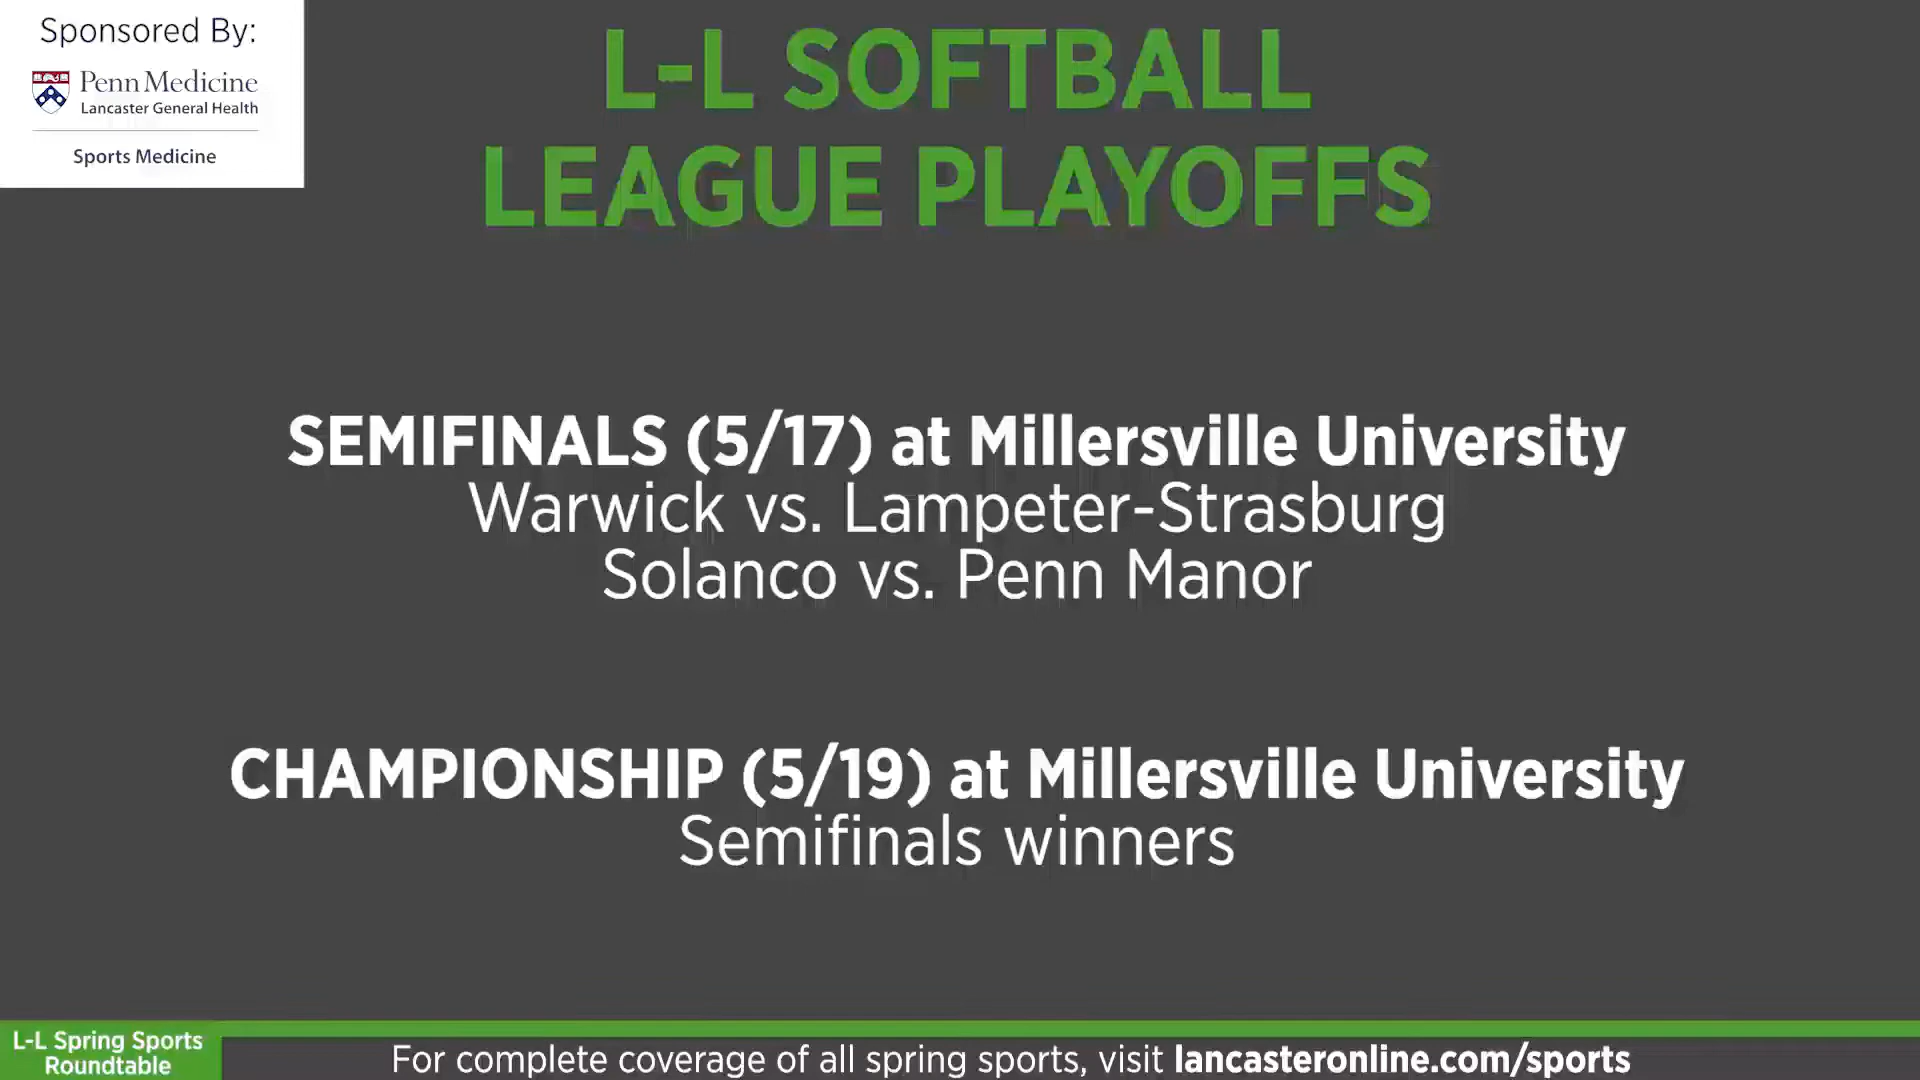 Sponsored By:
Penn Medicine
Lancaster General Health
Sports Medicine
L-L SOFTBALL
LEAGUE PLAYOFFS
SEMIFINALS (5/17) at Millersville University
Warwick vs. Lampeter-Strasburg
Solanco vs. Penn Manor
CHAMPIONSHIP (5/19) at Millersville University
Semifinals winners
L-L Spring Sports
Roundtable
For complete coverage of all spring sports, visit lancasteronline.com/sports